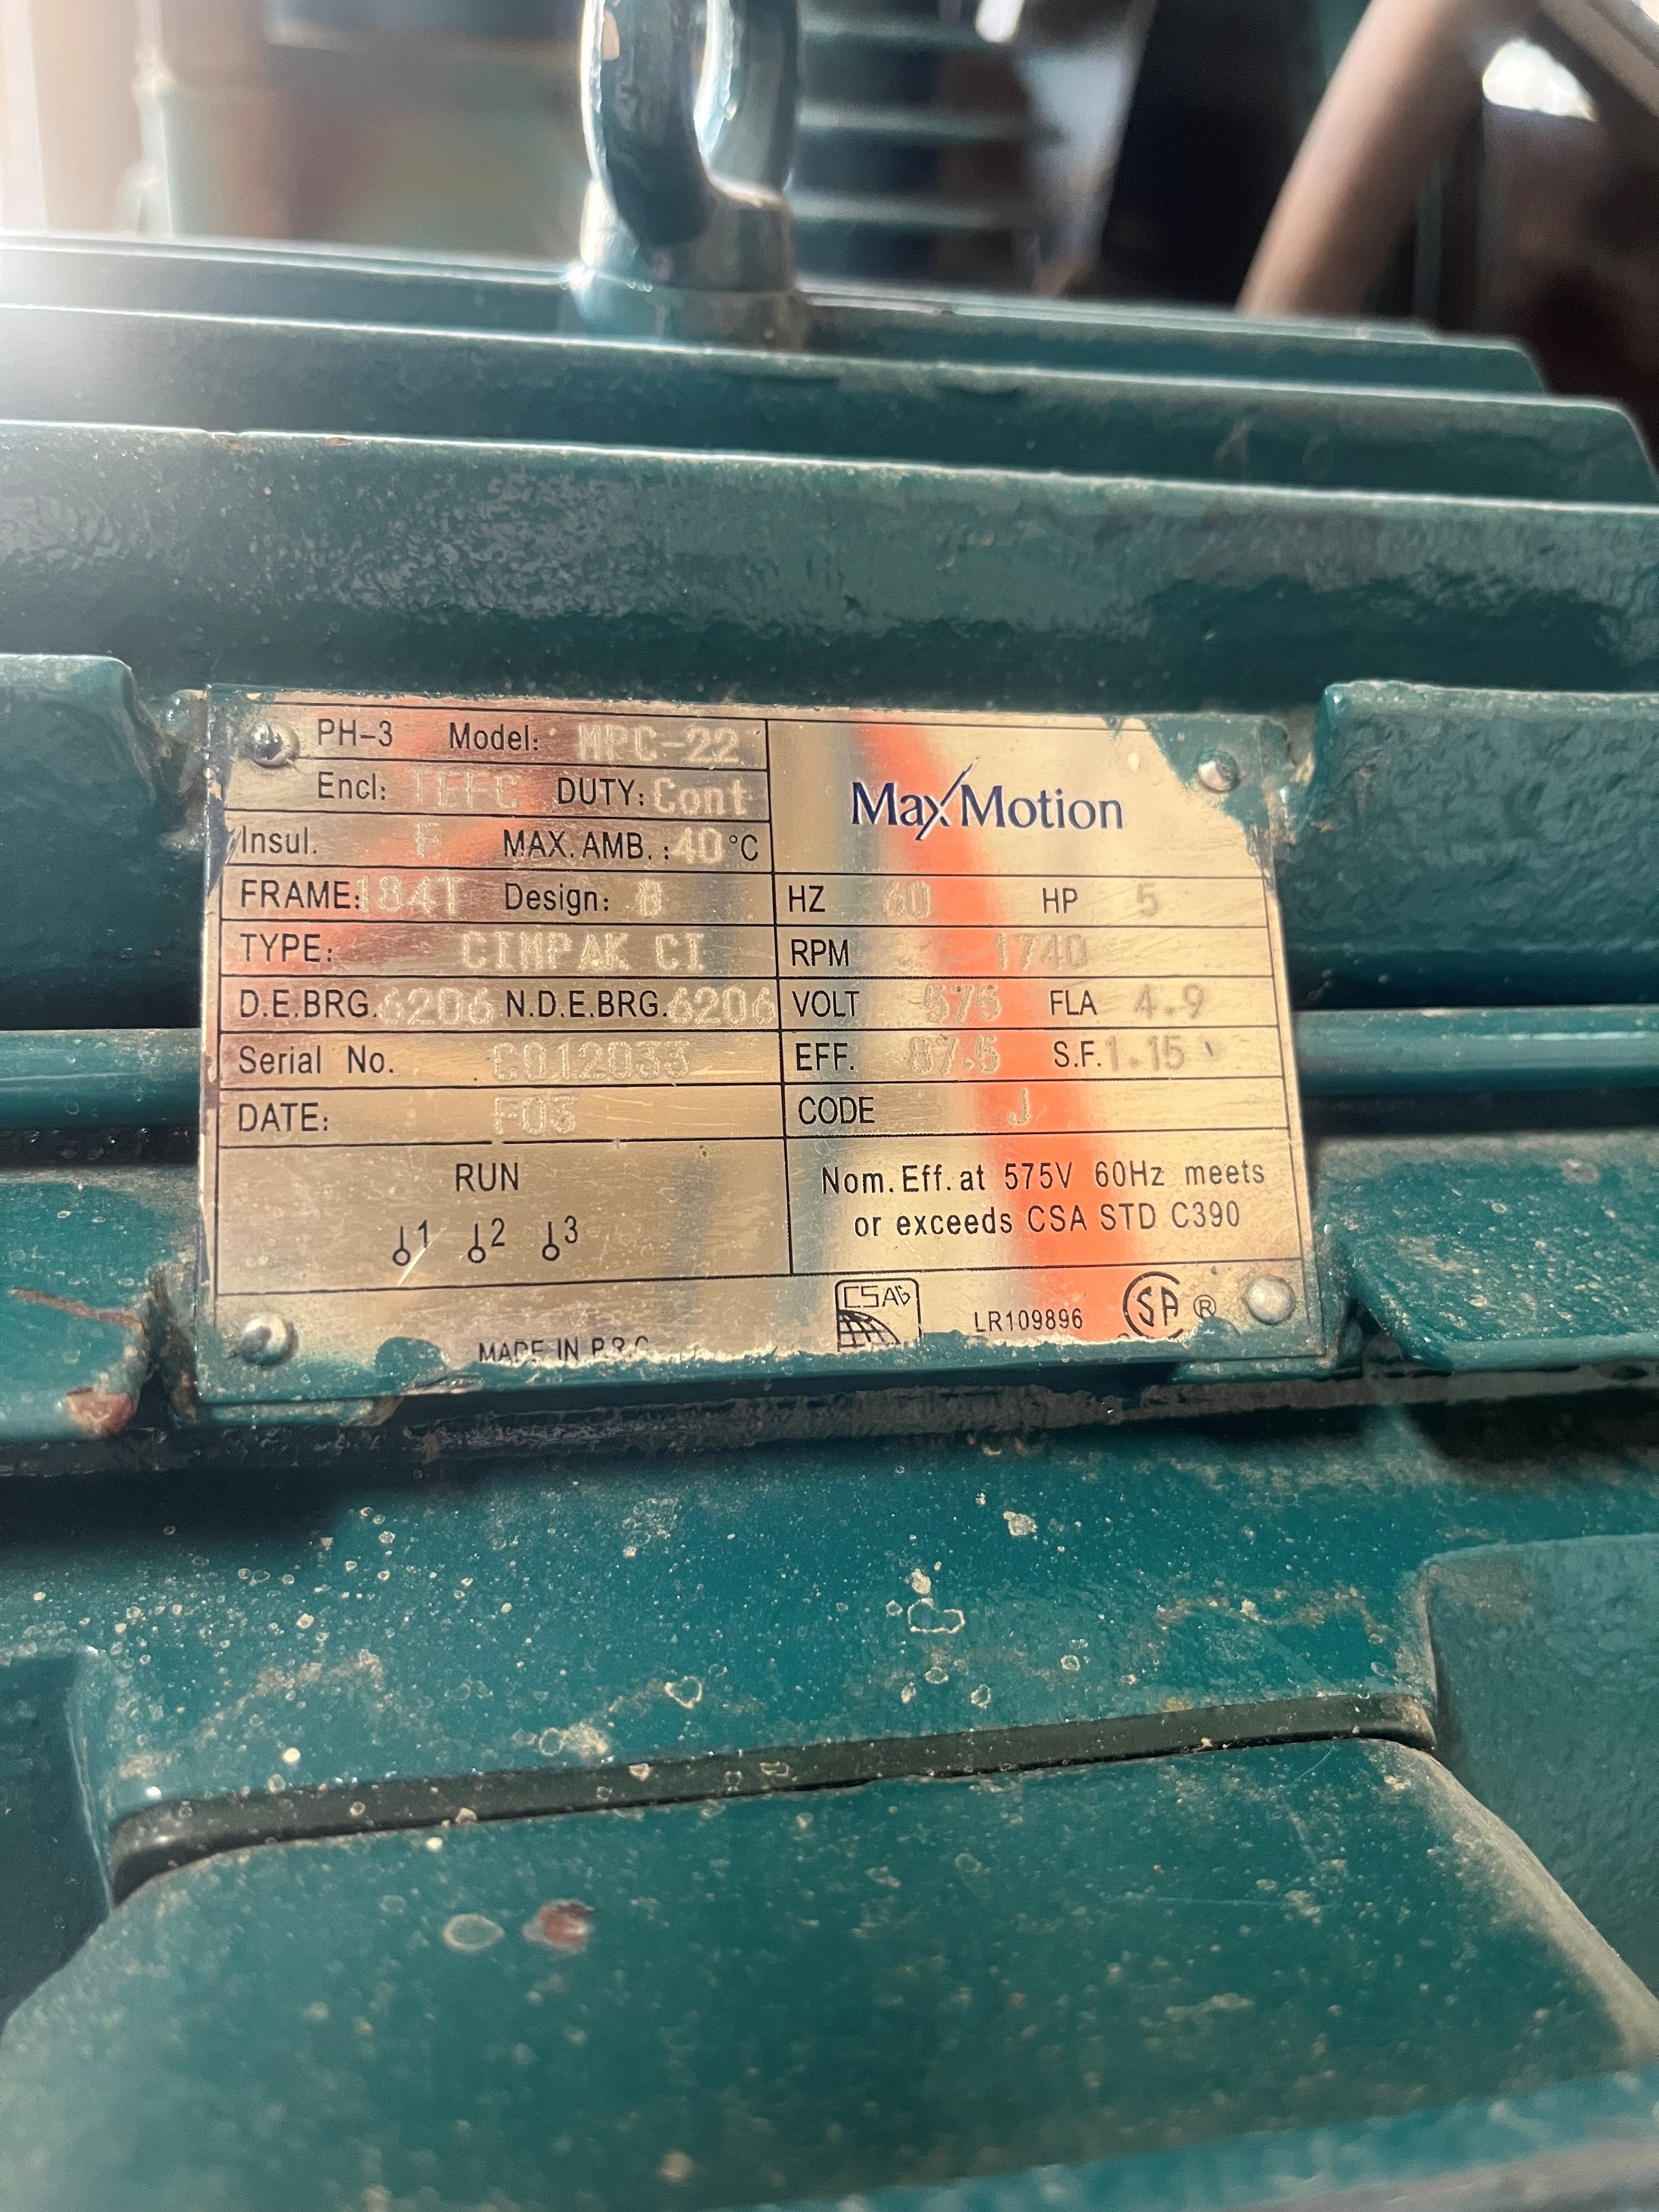 PH-3 Model: MPC-22
Encl: TEFC DUTY: Cont
Insul. F MAX. AMB.: 40 °C
FRAME: 184T Design: B
TYPE: CIMPAK CI
D.E.BRG. 6206 N.D.E.BRG. 6206
Serial No. C012033
DATE: F03
RUN
1 2 3
MADE IN P.R.C
MaxMotion
HZ 60 HP 5
RPM 1740
VOLT 575 FLA 4.9
EFF. 87.5 S.F. 1.15
CODE J
Nom. Eff. at 575V 60Hz meets
or exceeds CSA STD C390
LR109896 SA ®